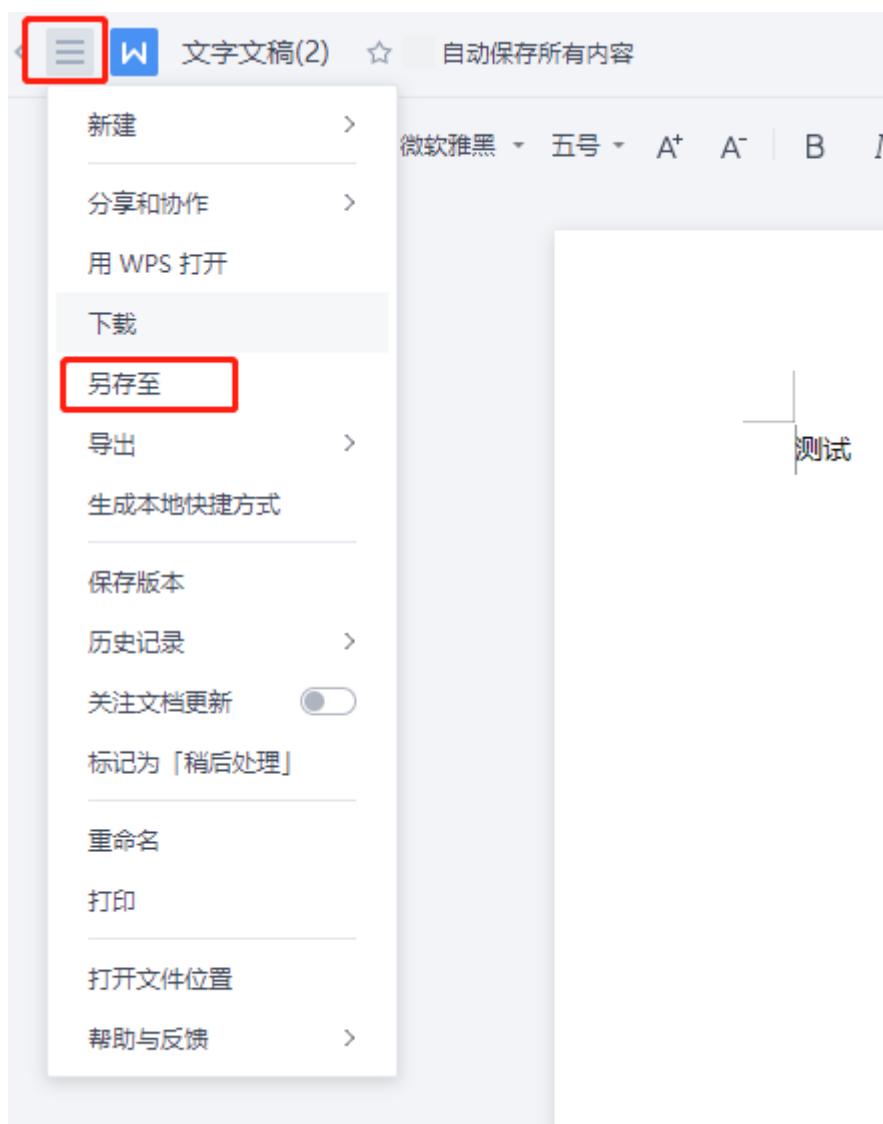 文字文稿(2) 自动保存所有内容
新建
微软雅黑 五号 A+ A- B
分享和协作
用 WPS 打开
下载
另存至
导出
测试
生成本地快捷方式
保存版本
历史记录
关注文档更新
标记为「稍后处理」
重命名
打印
打开文件位置
帮助与反馈